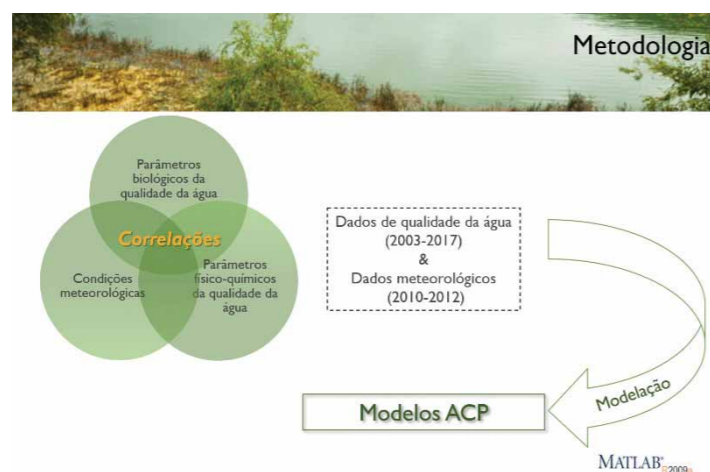 Metodologia
Parâmetros
biológicos da
qualidade da água
Correlações
Condições
meteorológicas
Parâmetros
físico-químicos
da qualidade da
água
Dados de qualidade da água
(2003-2017)
&
Dados meteorológicos
(2010-2012)
Modelação
Modelos ACP
MATLAB®
R2009a